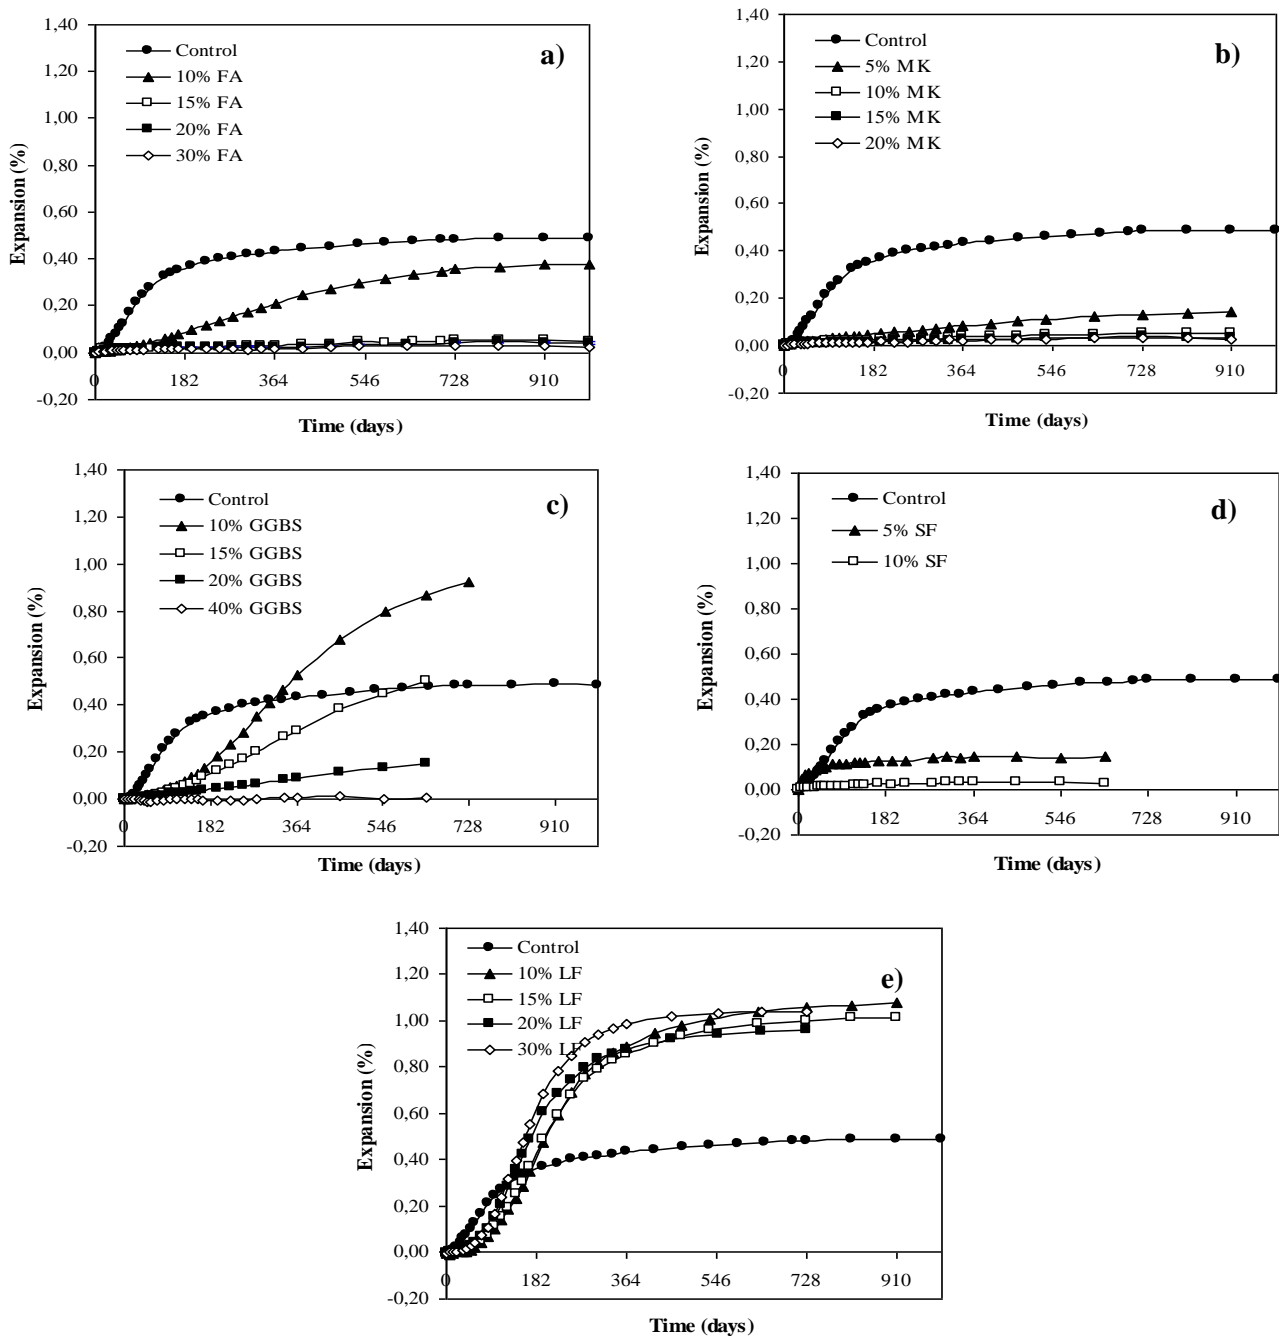 a)
1,40
1,20
1,00
0,80
0,60
0,40
0,20
0,00
-0,20
Expansion (%)
Control
10% FA
15% FA
20% FA
30% FA
0 182 364 546 728 910
Time (days)
b)
1,40
1,20
1,00
0,80
0,60
0,40
0,20
0,00
-0,20
Expansion (%)
Control
5% MK
10% MK
15% MK
20% MK
0 182 364 546 728 910
Time (days)
c)
1,40
1,20
1,00
0,80
0,60
0,40
0,20
0,00
-0,20
Expansion (%)
Control
10% GGBS
15% GGBS
20% GGBS
40% GGBS
0 182 364 546 728 910
Time (days)
d)
1,40
1,20
1,00
0,80
0,60
0,40
0,20
0,00
-0,20
Expansion (%)
Control
5% SF
10% SF
0 182 364 546 728 910
Time (days)
e)
1,40
1,20
1,00
0,80
0,60
0,40
0,20
0,00
-0,20
Expansion (%)
Control
10% LF
15% LF
20% LF
30% LF
0 182 364 546 728 910
Time (days)